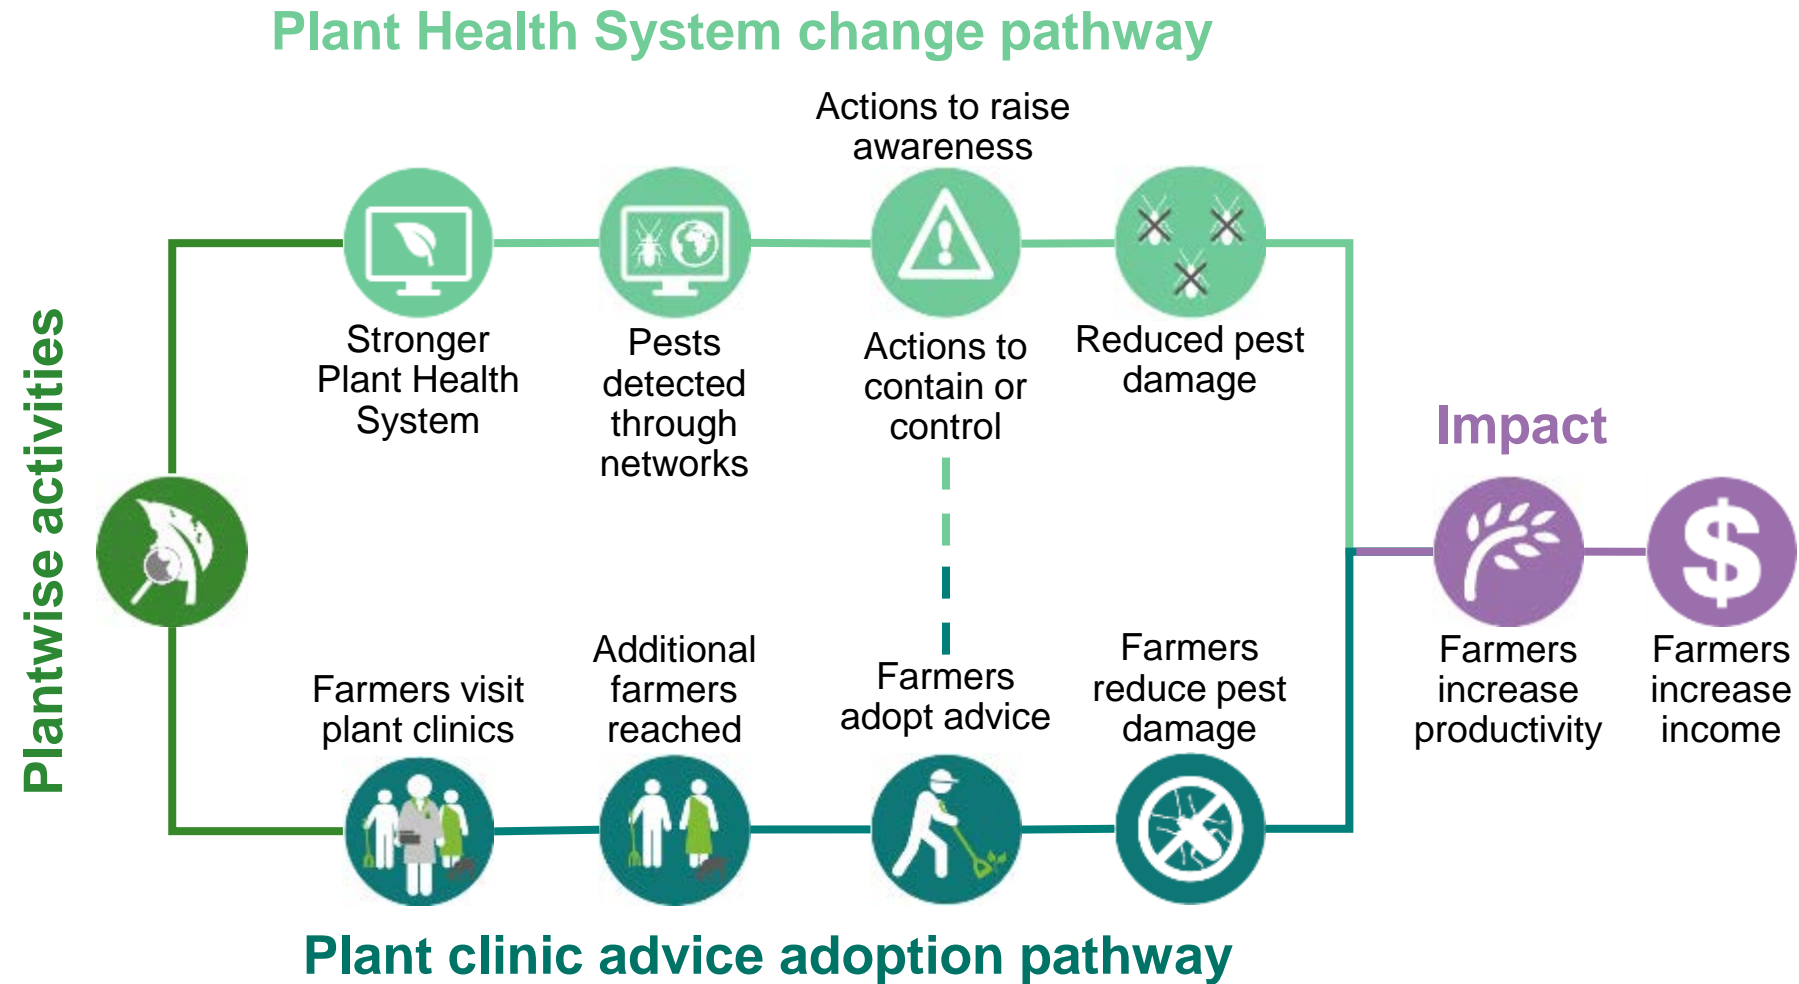 Plant Health System change pathway
Actions to raise
awareness
Stronger
Plant Health
System
Pests
detected
through
networks
Actions to
contain or
control
Reduced pest
damage
Plantwise activities
Impact
Farmers visit
plant clinics
Additional
farmers
reached
Farmers
adopt advice
Farmers
reduce pest
damage
Farmers
increase
productivity
Farmers
increase
income
$
Plant clinic advice adoption pathway